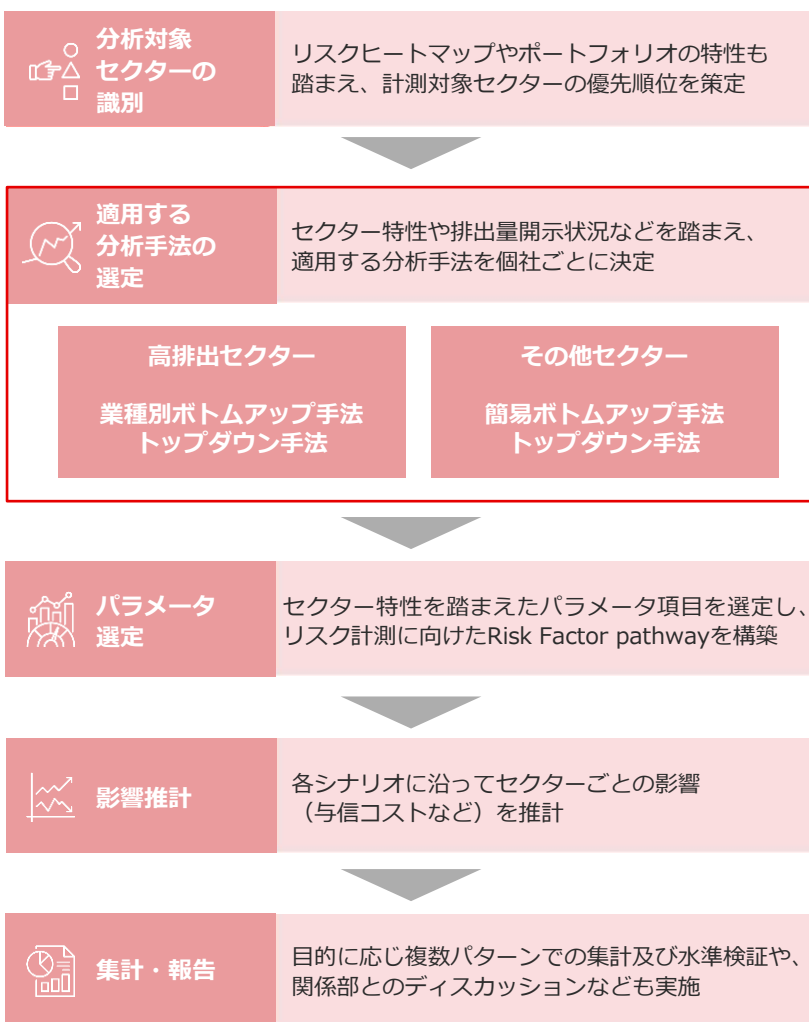 分析対象
セクターの
識別
リスクヒートマップやポートフォリオの特性も
踏まえ、計測対象セクターの優先順位を策定
適用する
分析手法の
選定
セクター特性や排出量開示状況などを踏まえ、
適用する分析手法を個社ごとに決定
高排出セクター
業種別ボトムアップ手法
トップダウン手法
その他セクター
簡易ボトムアップ手法
トップダウン手法
パラメータ
選定
セクター特性を踏まえたパラメータ項目を選定し、
リスク計測に向けたRisk Factor pathwayを構築
影響推計
各シナリオに沿ってセクターごとの影響
（与信コストなど）を推計
集計・報告
目的に応じ複数パターンでの集計及び水準検証や、
関係部とのディスカッションなども実施